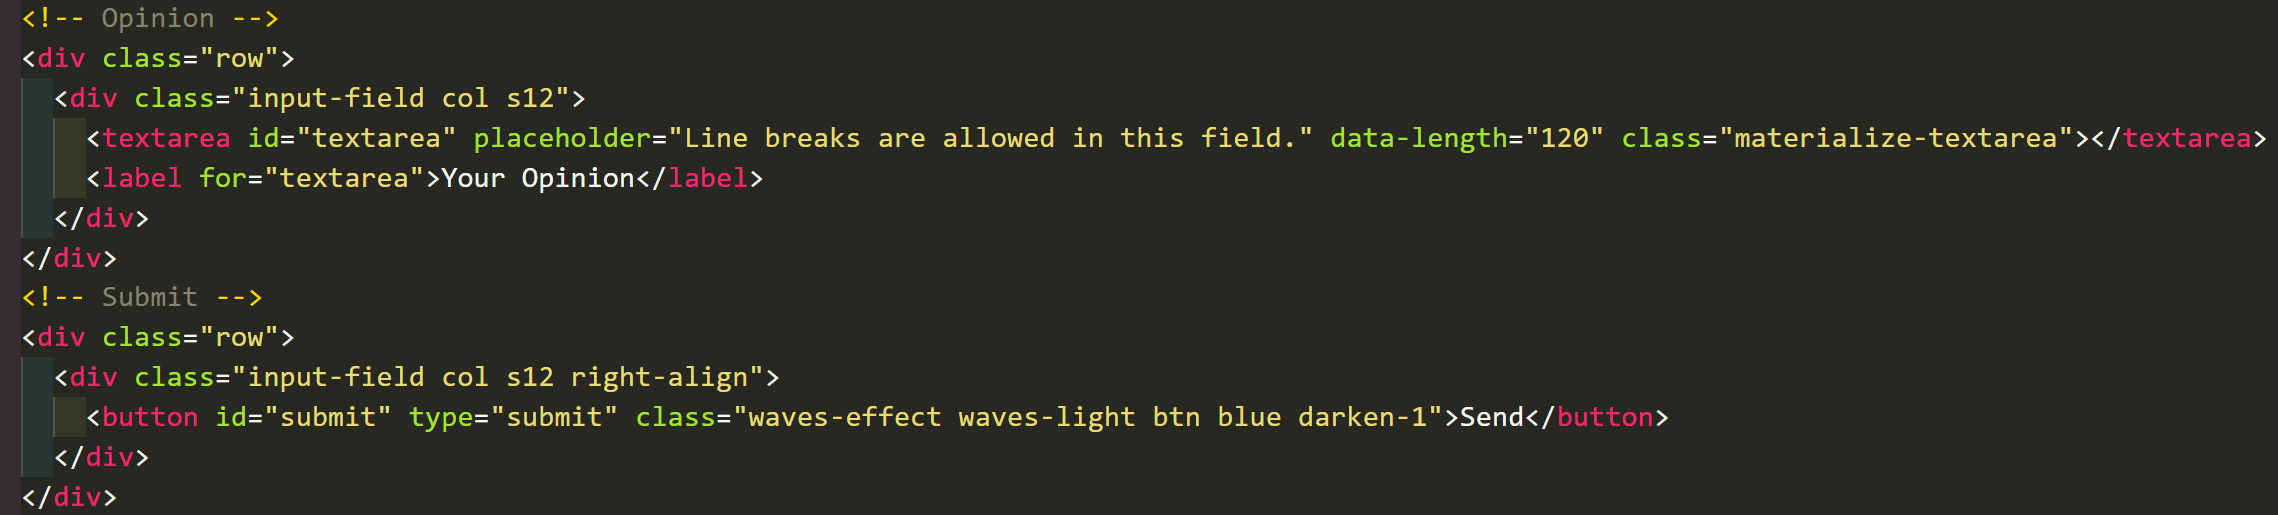 <!-- Opinion -->
<div class="row">
  <div class="input-field col s12">
    <textarea id="textarea" placeholder="Line breaks are allowed in this field." data-length="120" class="materialize-textarea"></textarea>
    <label for="textarea">Your Opinion</label>
  </div>
</div>
<!-- Submit -->
<div class="row">
  <div class="input-field col s12 right-align">
    <button id="submit" type="submit" class="waves-effect waves-light btn blue darken-1">Send</button>
  </div>
</div>